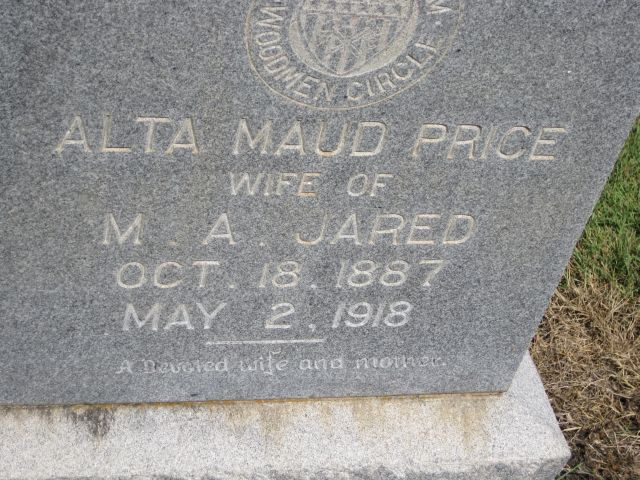 WOODMEN CIRCLE
ALTA MAUD PRICE
WIFE OF
M. A. JARED
OCT. 18, 1887
MAY 2, 1918
A Devoted wife and mother.